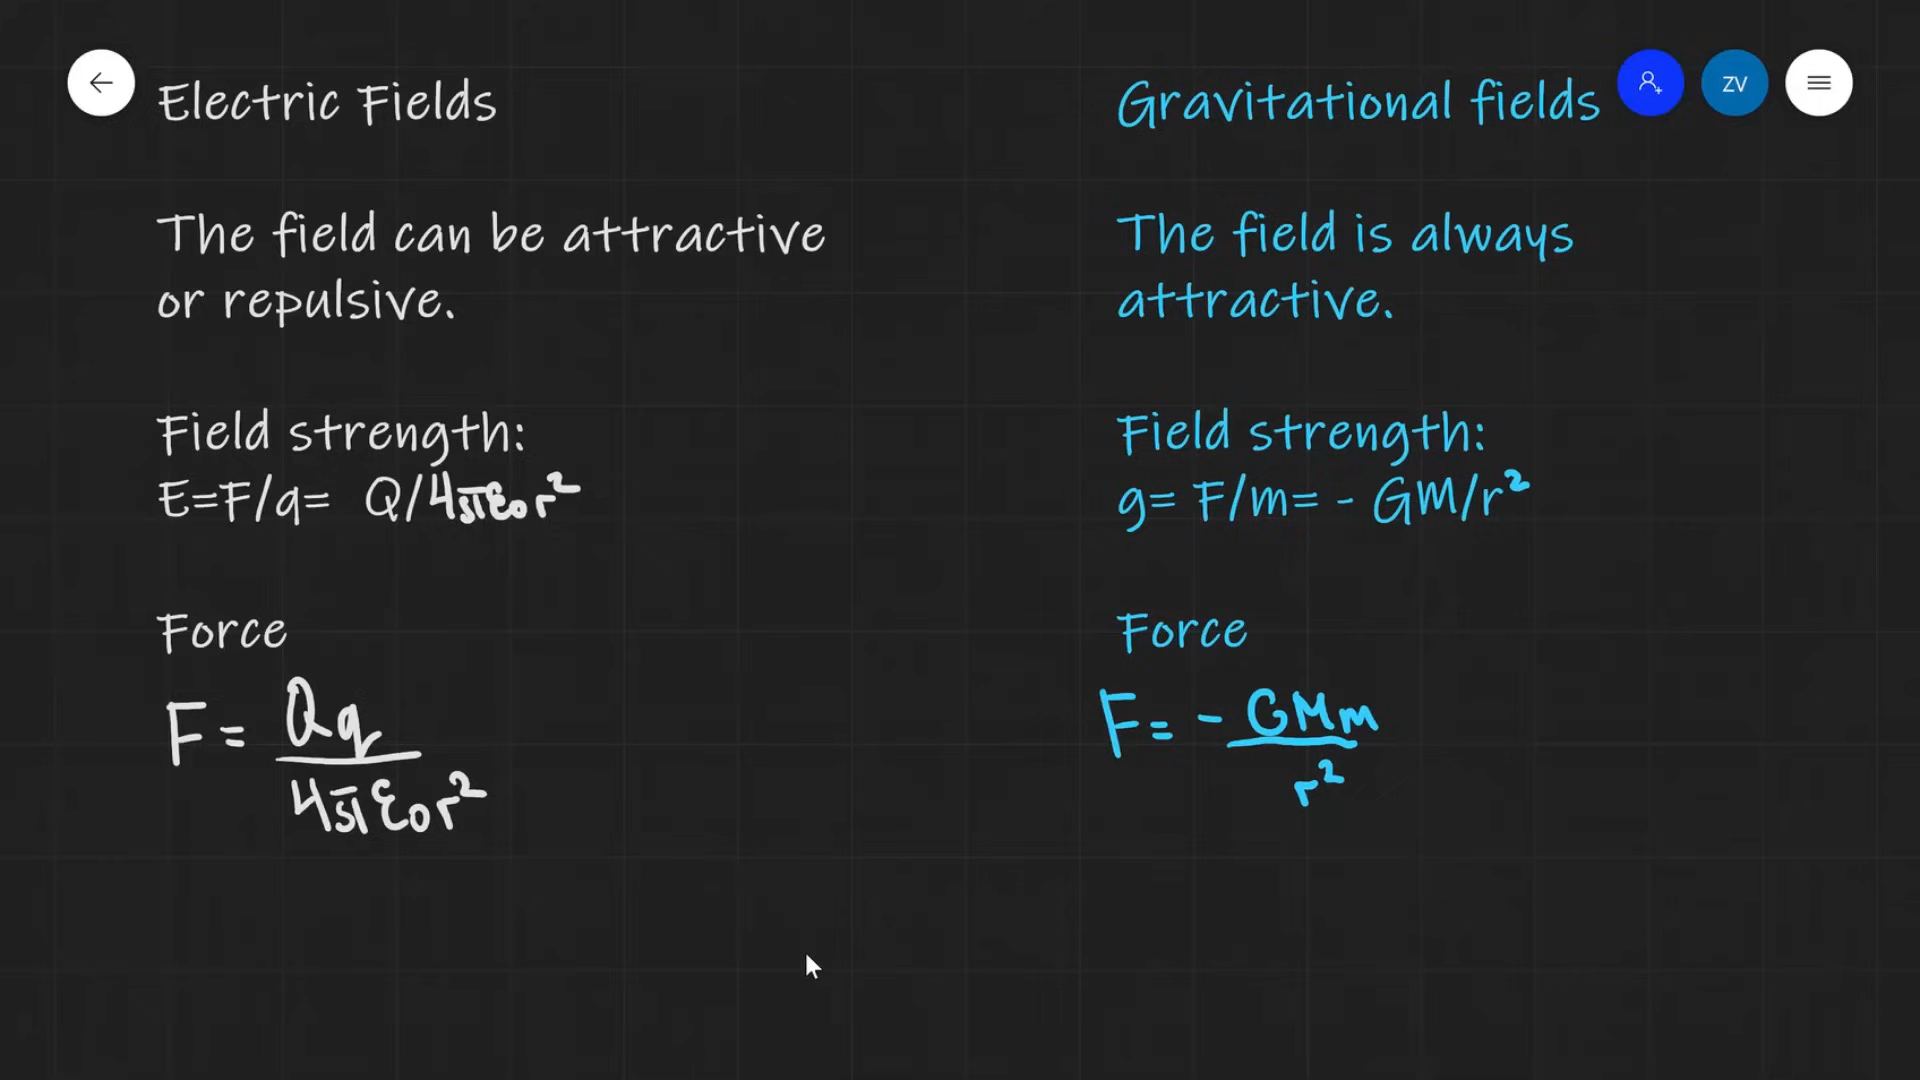 Electric Fields
The field can be attractive
or repulsive.
Field strength:
E=F/q= Q/4πε₀r²
Force
F = Qq
4πε₀r²
Gravitational fields
ZV
The field is always
attractive.
Field strength:
g= F/m= - GM/r²
Force
F= - GMm
r²